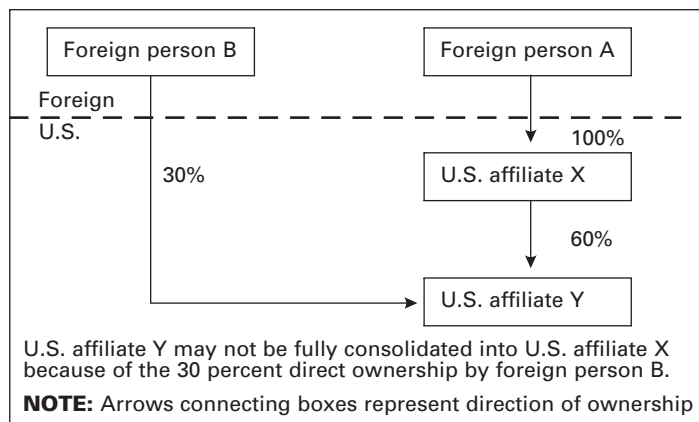 Foreign person B
Foreign person A
Foreign
U.S.
100%
30%
U.S. affiliate X
60%
U.S. affiliate Y
U.S. affiliate Y may not be fully consolidated into U.S. affiliate X
because of the 30 percent direct ownership by foreign person B.
NOTE: Arrows connecting boxes represent direction of ownership